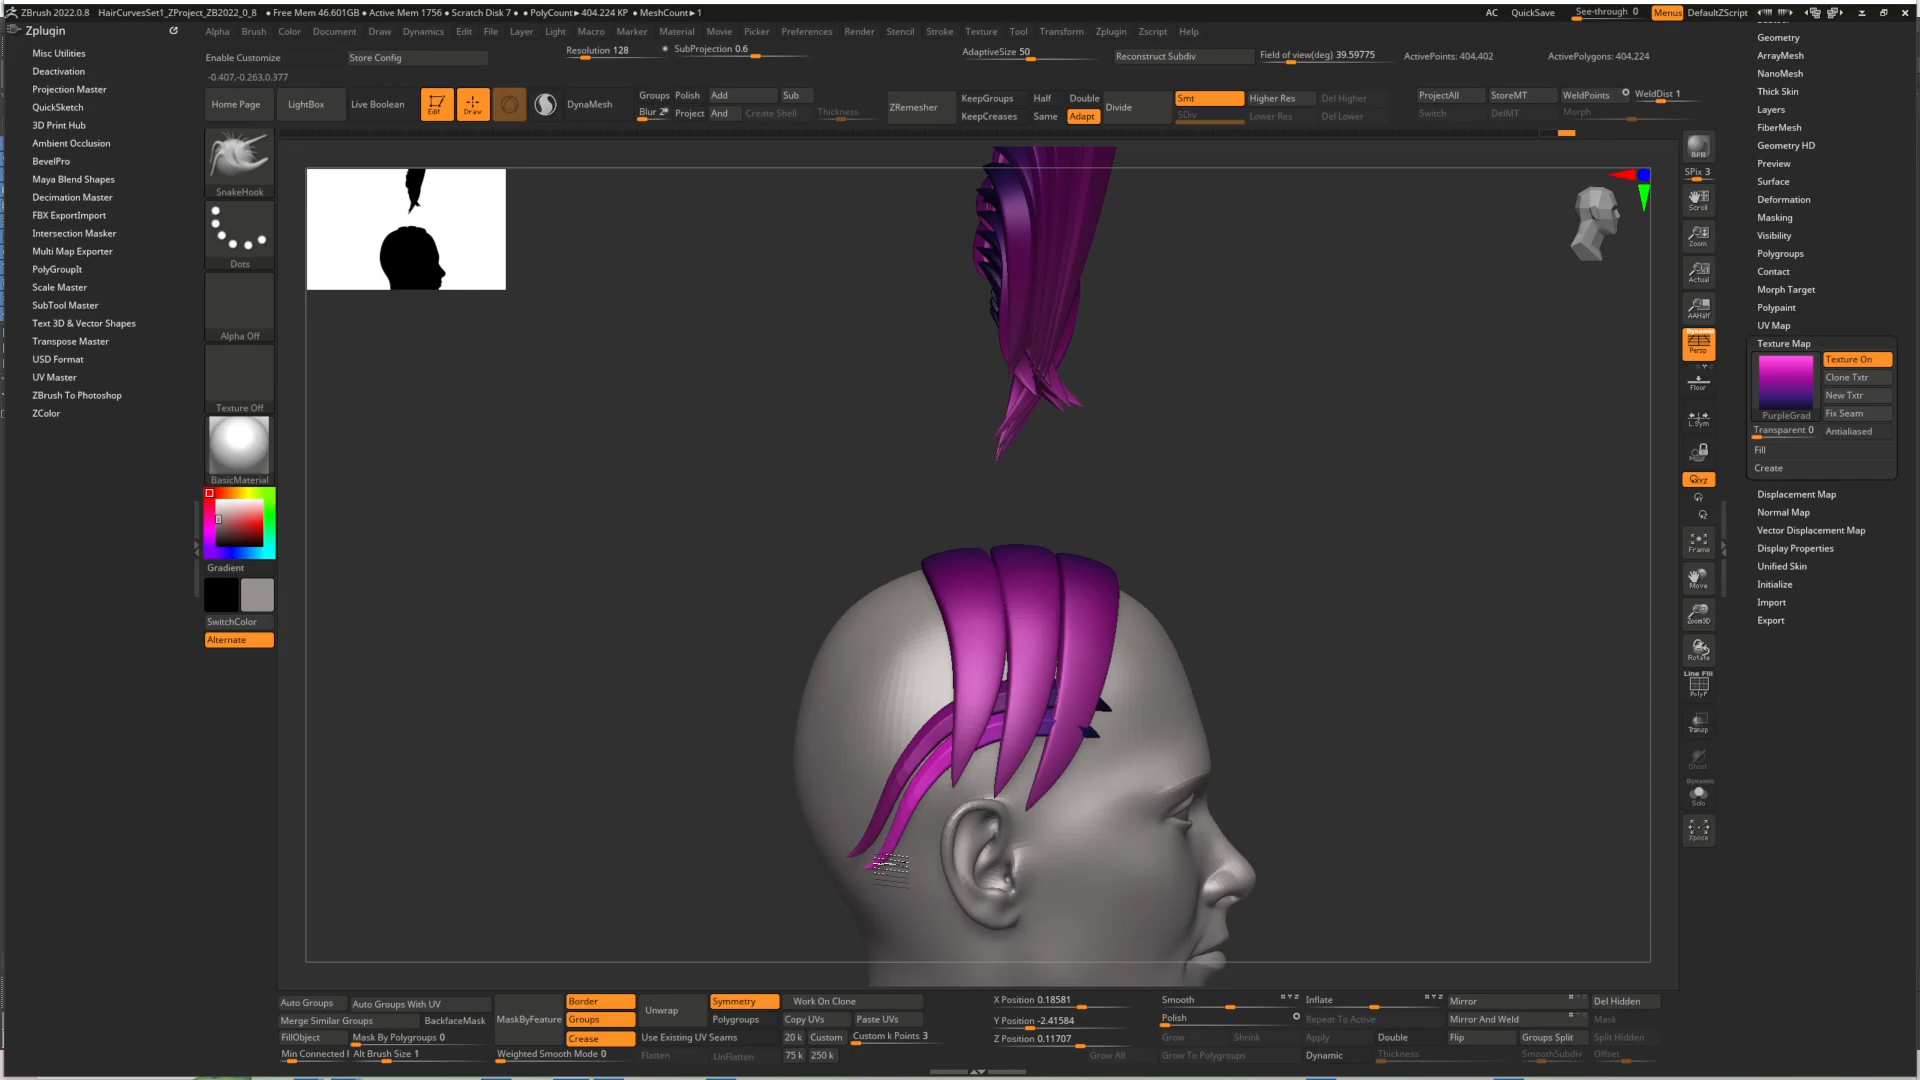 ZBrush 2022.0.8 HairCurvesSet1_ZProject_ZB2022_0_8 • Free Mem 46.601GB • Active Mem 1756 • Scratch Disk 7 • • PolyCount▸ 404.224 KP • MeshCount▸ 1 AC QuickSave See-through 0 Menus DefaultZScript
Zplugin Alpha Brush Color Document Draw Dynamics Edit File Layer Light Macro Marker Material Movie Picker Preferences Render Stencil Stroke Texture Tool Transform Zplugin Zscript Help
Enable Customize Store Config Resolution 128 SubProjection 0.6 AdaptiveSize 50 Reconstruct Subdiv Field of view(deg) 39.59775 ActivePoints: 404,402 ActivePolygons: 404,224
-0.407,-0.263,0.377
Home Page LightBox Live Boolean Edit Draw DynaMesh Groups Polish Add Sub ZRemesher KeepGroups Half Double Divide Smt Higher Res Del Higher ProjectAll StoreMT WeldPoints WeldDist 1
Blur 2 Project And Create Shell Thickness KeepCreases Same Adapt SDiv Lower Res Del Lower Switch DelMT Morph
Misc Utilities
Deactivation
Projection Master
QuickSketch
3D Print Hub
Ambient Occlusion
BevelPro
Maya Blend Shapes
Decimation Master
FBX ExportImport
Intersection Masker
Multi Map Exporter
PolyGroupIt
Scale Master
SubTool Master
Text 3D & Vector Shapes
Transpose Master
USD Format
UV Master
ZBrush To Photoshop
ZColor
SnakeHook
Dots
Alpha Off
Texture Off
BasicMaterial
Gradient
SwitchColor
Alternate
BPR
SPix 3
Scroll
Zoom
Actual
AAHalf
Dynamic
Persp
Floor
L.Sym
XYZ
Frame
Move
Zoom3D
Rotate
Line Fill
PolyF
Transp
Ghost
Dynamic
Solo
Xpose
Geometry
ArrayMesh
NanoMesh
Thick Skin
Layers
FiberMesh
Geometry HD
Preview
Surface
Deformation
Masking
Visibility
Polygroups
Contact
Morph Target
Polypaint
UV Map
Texture Map
Texture On
Clone Txtr
New Txtr
PurpleGrad Fix Seam
Transparent 0 Antialiased
Fill
Create
Displacement Map
Normal Map
Vector Displacement Map
Display Properties
Unified Skin
Initialize
Import
Export
Auto Groups Auto Groups With UV MaskByFeature Border Unwrap Symmetry Work On Clone X Position 0.18581 Smooth Inflate Mirror Del Hidden
Merge Similar Groups BackfaceMask Groups Polygroups Copy UVs Paste UVs Y Position -2.41584 Polish Repeat To Active Mirror And Weld Mask
FillObject Mask By Polygroups 0 Crease Use Existing UV Seams 20 k Custom Custom k Points 3 Z Position 0.11707 Grow Shrink Apply Double Flip Groups Split Split Hidden
Min Connected Alt Brush Size 1 Weighted Smooth Mode 0 Flatten UnFlatten 75 k 250 k Grow All Grow To Polygroups Dynamic Thickness SmoothSubdiv Offset